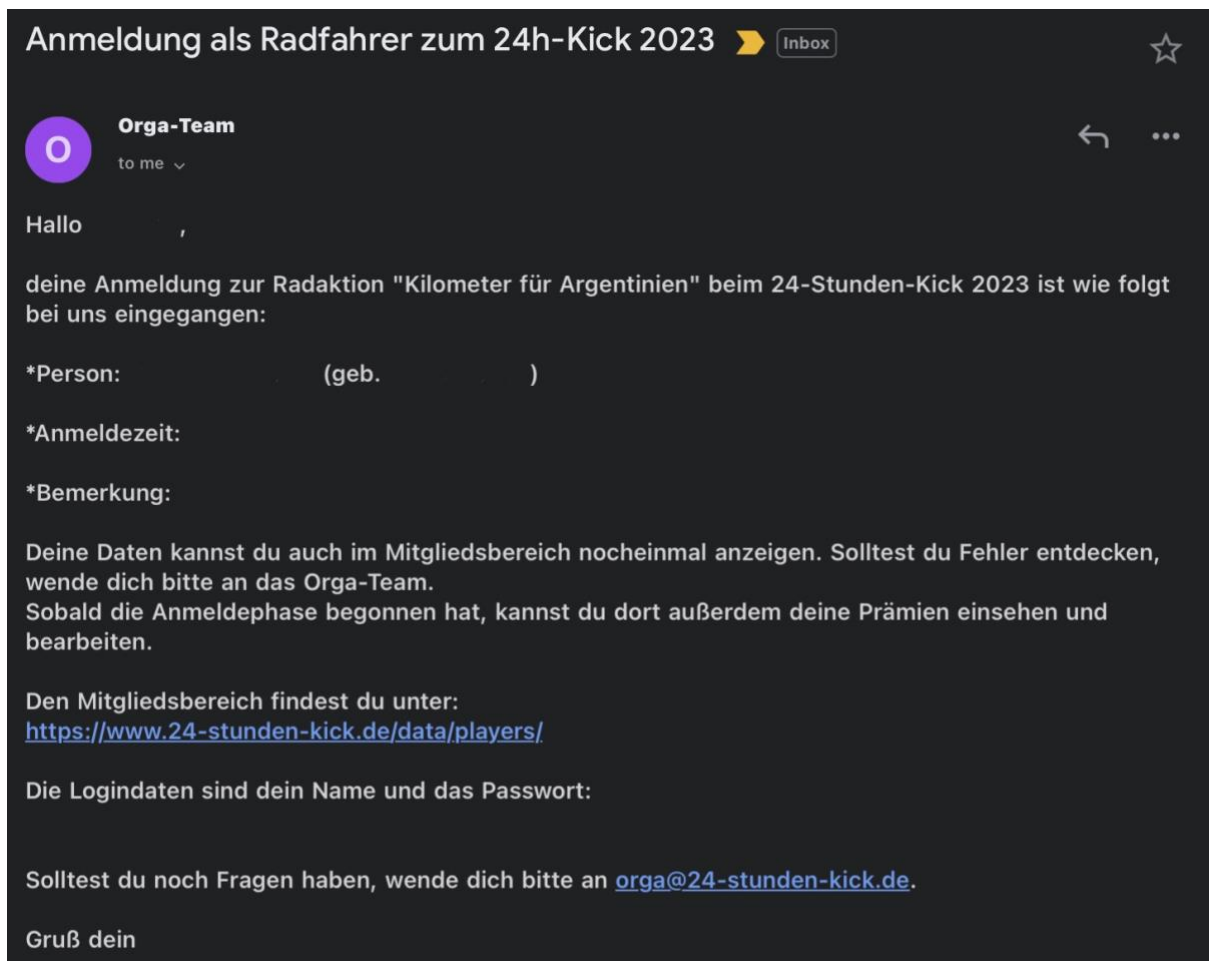 Anmeldung als Radfahrer zum 24h-Kick 2023 Inbox
O
Orga-Team
to me
Hallo ,
deine Anmeldung zur Radaktion "Kilometer für Argentinien" beim 24-Stunden-Kick 2023 ist wie folgt
bei uns eingegangen:
*Person: (geb. )
*Anmeldezeit:
*Bemerkung:
Deine Daten kannst du auch im Mitgliedsbereich nocheinmal anzeigen. Solltest du Fehler entdecken,
wende dich bitte an das Orga-Team.
Sobald die Anmeldephase begonnen hat, kannst du dort außerdem deine Prämien einsehen und
bearbeiten.
Den Mitgliedsbereich findest du unter:
https://www.24-stunden-kick.de/data/players/
Die Logindaten sind dein Name und das Passwort:
Solltest du noch Fragen haben, wende dich bitte an orga@24-stunden-kick.de.
Gruß dein